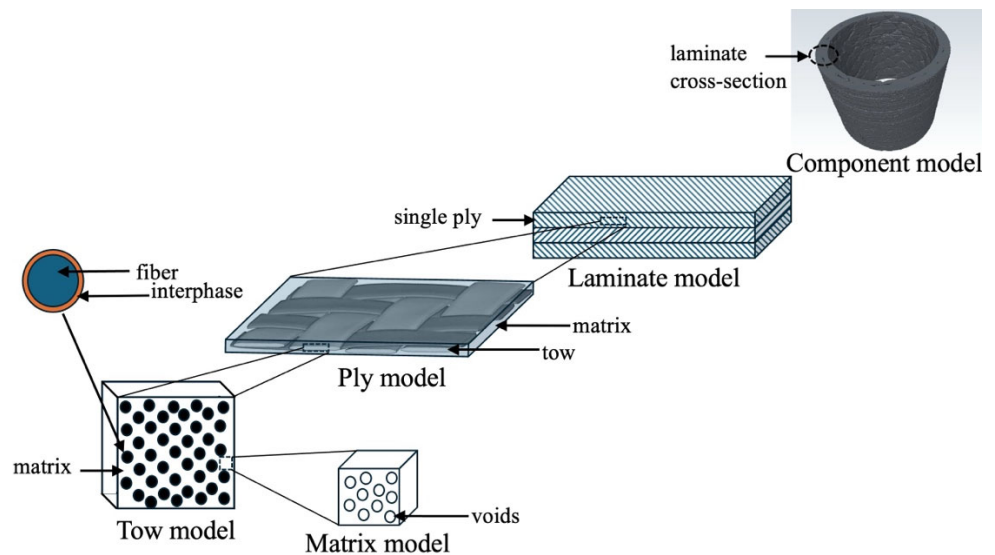 laminate
cross-section
Component model
single ply
Laminate model
fiber
interphase
matrix
tow
Ply model
matrix
Tow model
voids
Matrix model